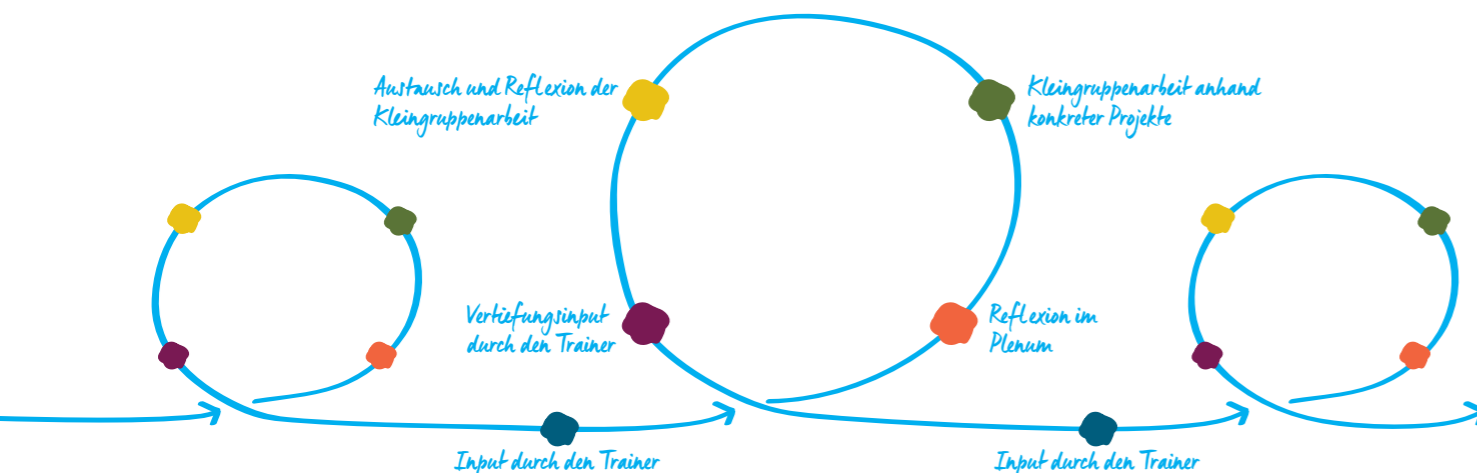 Austausch und Reflexion der
Kleingruppenarbeit
Kleingruppenarbeit anhand
konkreter Projekte
Vertiefungsinput
durch den Trainer
Reflexion im
Plenum
Input durch den Trainer
Input durch den Trainer